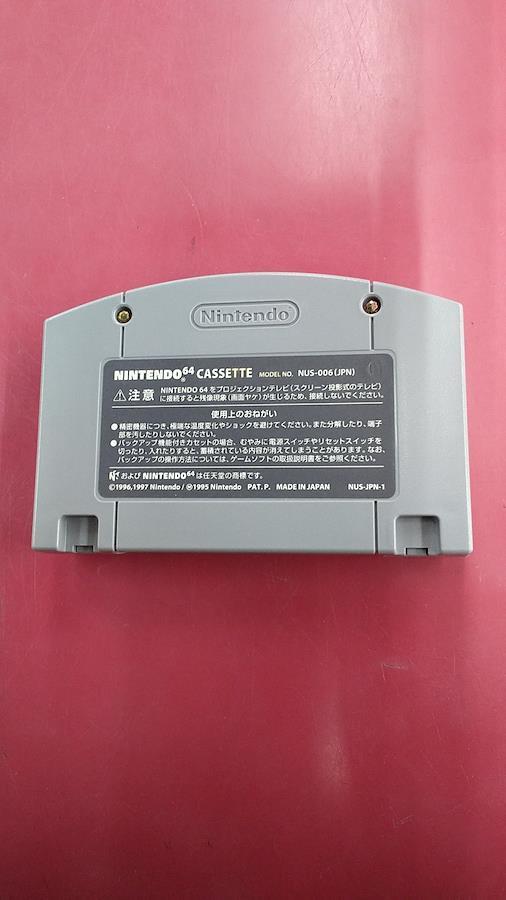 Nintendo
NINTENDO64 CASSETTE MODEL NO. NUS-006(JPN)
⚠注意 NINTENDO 64をプロジェクションテレビ(スクリーン投影式のテレビ)
に接続すると残像現象(画面ヤケ)が生じるため、接続しないでください。
使用上のおねがい
●精密機器につき、極端な温度変化やショックを避けてください。また分解したり、端子
部を汚したりしないでください。
●バックアップ機能付きカセットの場合、むやみに電源スイッチやリセットスイッチを
切ったり、入れたりすると、蓄積されている内容が消えてしまうことがあります。なお、
バックアップの操作方法については、ゲームソフトの取扱説明書をご参照ください。
および NINTENDO64 は任天堂の商標です。
©1996,1997 Nintendo/Ⓜ1995 Nintendo PAT. P. MADE IN JAPAN NUS-JPN-1